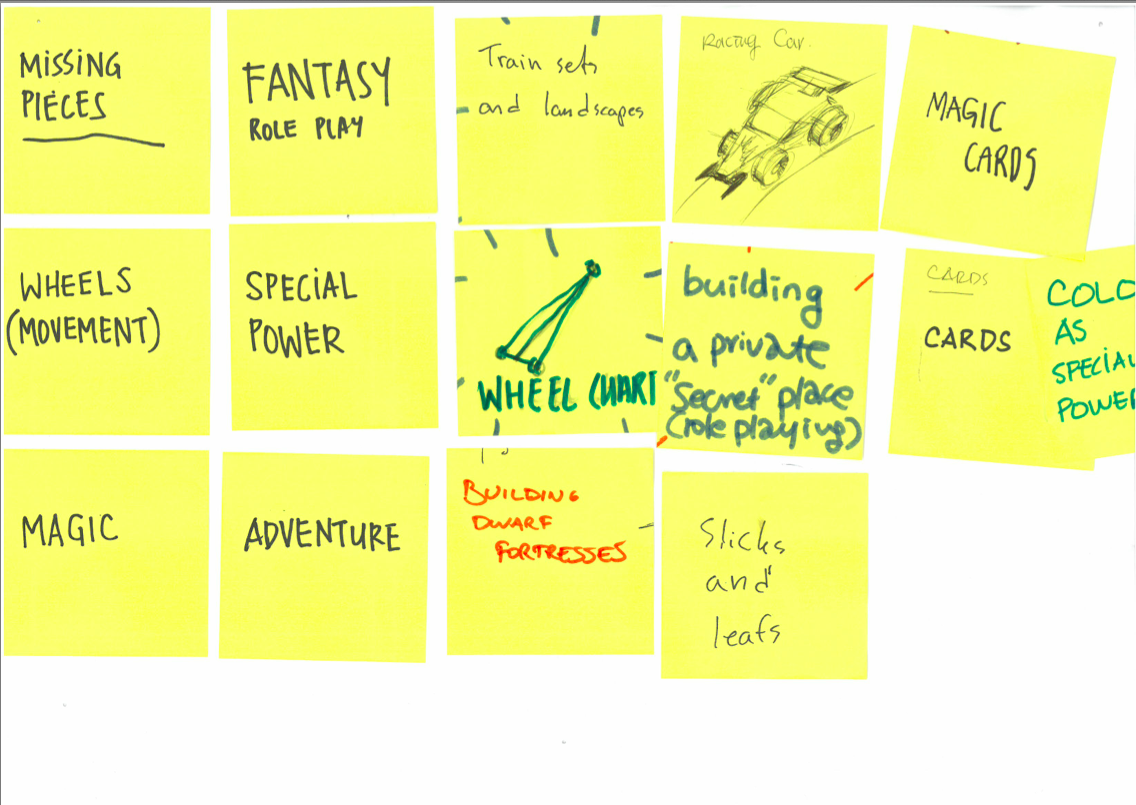 MISSING
PIECES
FANTASY
ROLE PLAY
Train sets
and landscapes
Racing Car.
MAGIC
CARDS
WHEELS
(MOVEMENT)
SPECIAL
POWER
WHEEL CHART
building
a private
"Secret" place
(role playing)
CARDS
CARDS
COLO
AS
SPECIAL
POWER
MAGIC
ADVENTURE
BUILDING
DWARF
FORTRESSES
Sticks
and
leafs